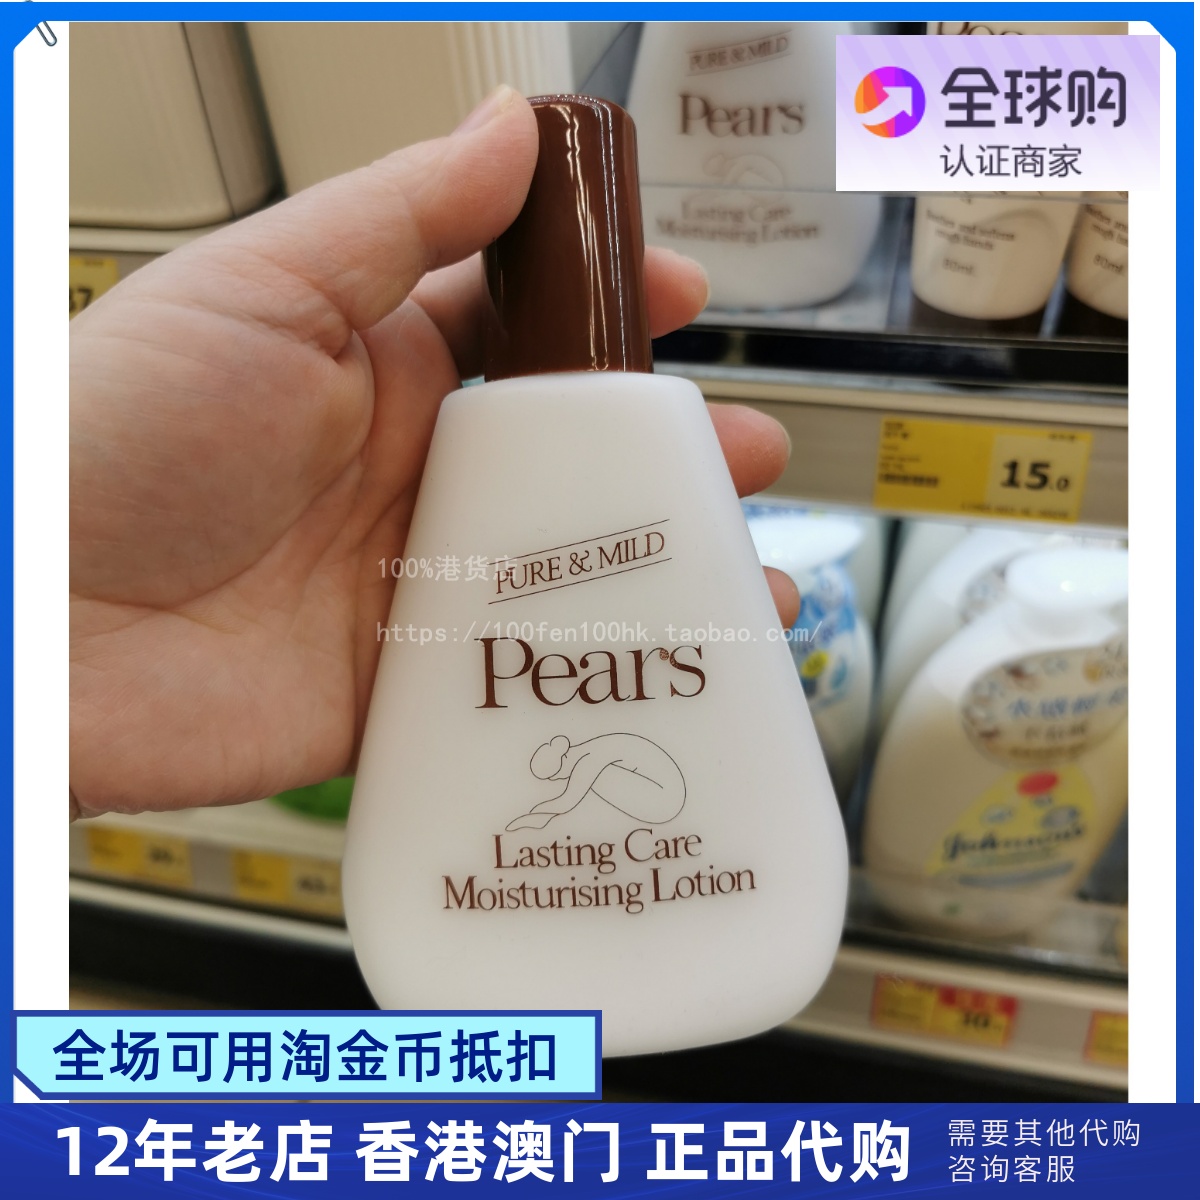 全球购
认证商家
PURE & MILD
Pears
Lasting Care
Moisturising Lotion
80ml
15.0
PURE & MILD
100%港货店
https://100fen100hk.taobao.com/
Pears
Lasting Care
Moisturising Lotion
Johnson's
全场可用淘金币抵扣
12年老店 香港澳门 正品代购
需要其他代购
咨询客服